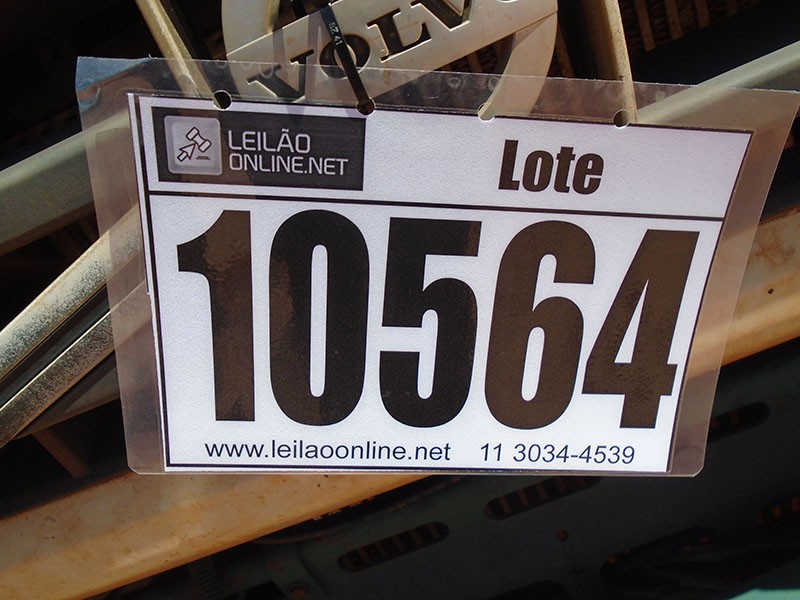 VOLVO
LEILÃO
ONLINE.NET
Lote
10564
www.leilaoonline.net 11 3034-4539